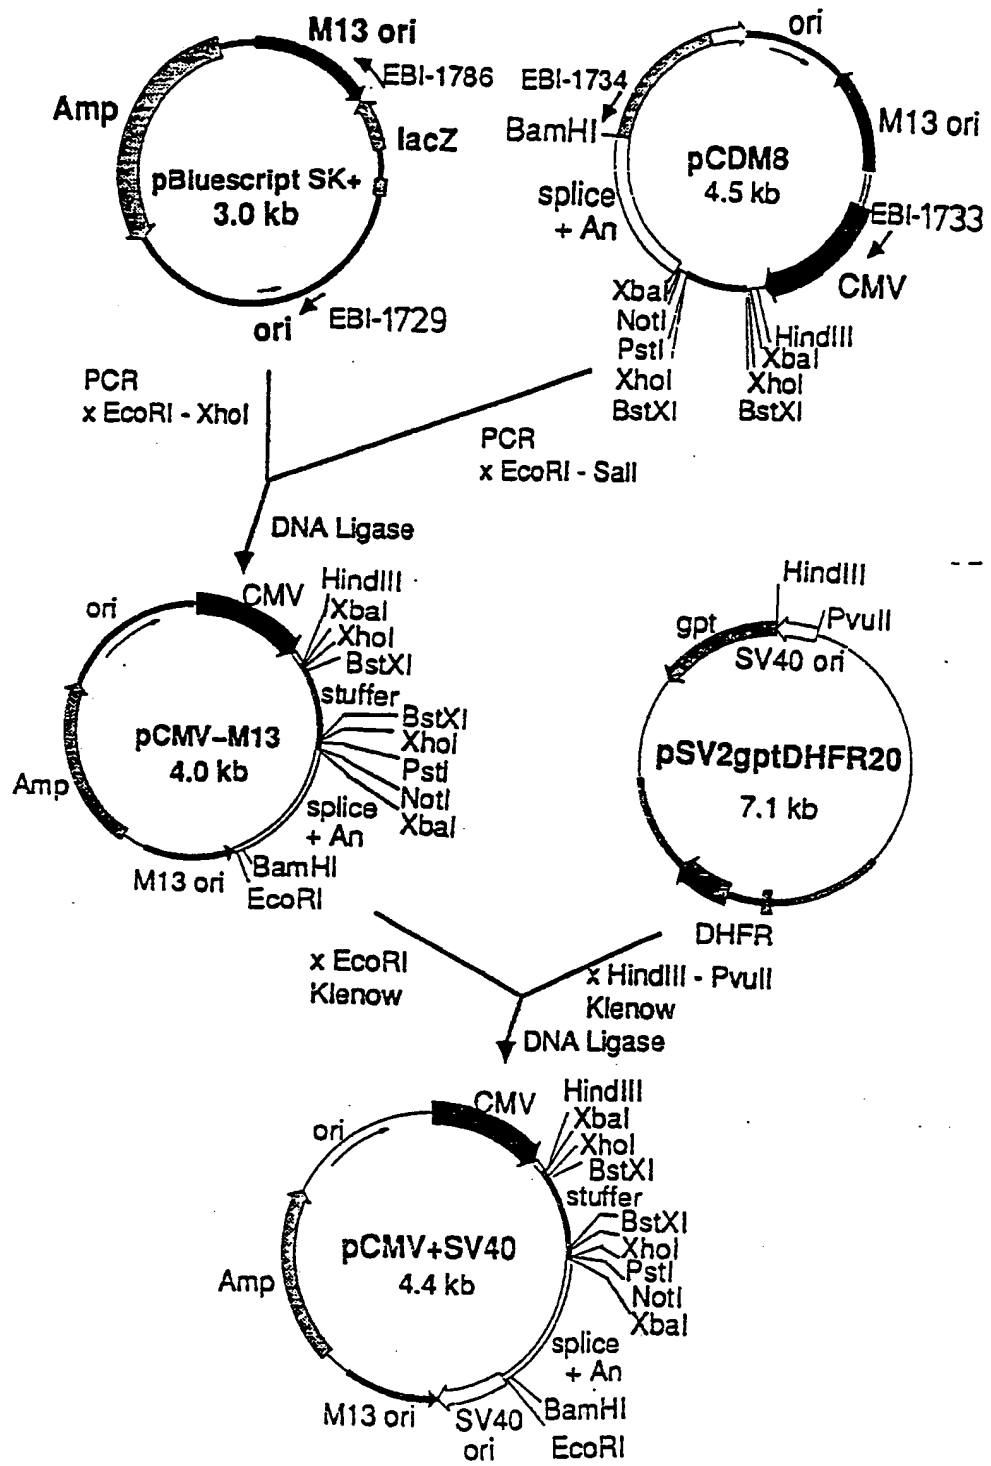 M13 ori
EBI-1786
Amp
lacZ
pBluescript SK+
3.0 kb
ori
EBI-1729
ori
EBI-1734
BamHI
M13 ori
pCDM8
4.5 kb
splice
+ An
EBI-1733
CMV
XbaI
NotI
PstI
XhoI
BstXI
HindIII
XbaI
XhoI
BstXI
PCR
x EcoRI - XhoI
PCR
x EcoRI - SalI
DNA Ligase
CMV
HindIII
XbaI
XhoI
BstXI
stuffer
BstXI
XhoI
PstI
NotI
XbaI
ori
pCMV-M13
4.0 kb
Amp
splice
+ An
BamHI
EcoRI
M13 ori
HindIII
PvuII
gpt
SV40 ori
pSV2gptDHFR20
7.1 kb
DHFR
x EcoRI
Klenow
x HindIII - PvuII
Klenow
DNA Ligase
CMV
HindIII
XbaI
XhoI
BstXI
stuffer
BstXI
XhoI
PstI
NotI
XbaI
ori
pCMV+SV40
4.4 kb
Amp
splice
+ An
BamHI
EcoRI
M13 ori
SV40
ori